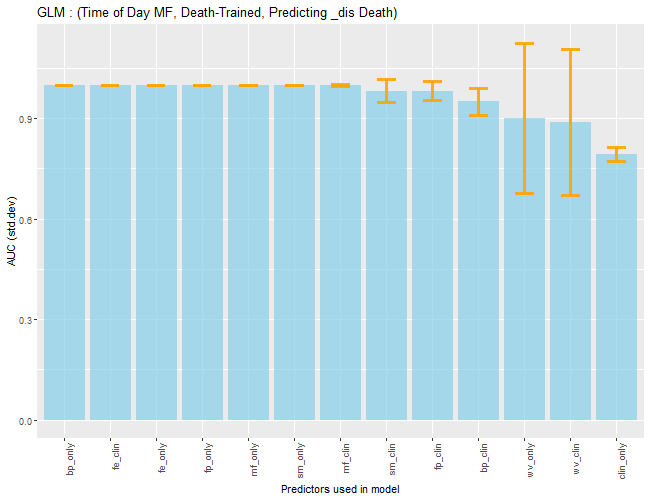 GLM : (Time of Day MF, Death-Trained, Predicting _dis Death)
AUC (std.dev)
0.9
0.6
0.3
0.0
bp_only
fe_clin
fe_only
fp_only
mf_only
sm_only
mf_clin
sm_clin
fp_clin
bp_clin
wv_only
wv_clin
clin_only
Predictors used in model